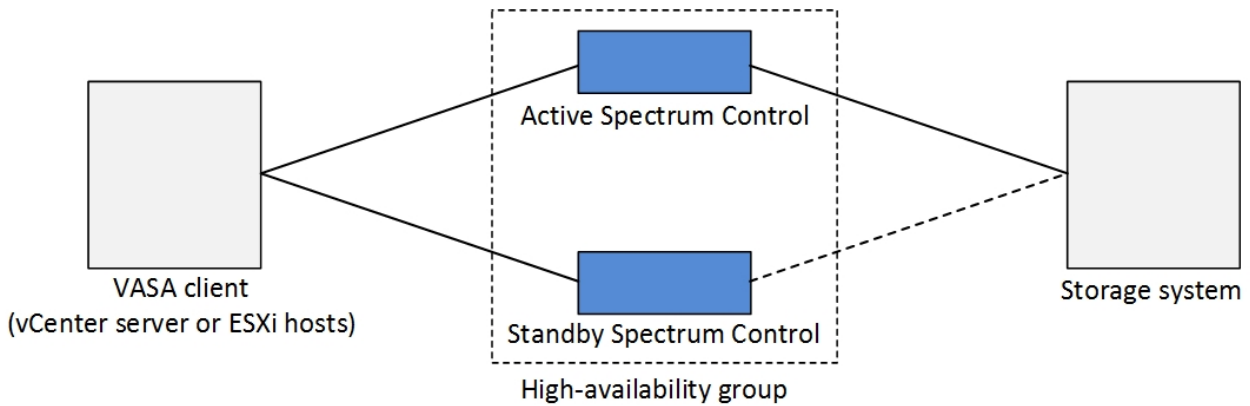 Active Spectrum Control
VASA client
(vCenter server or ESXi hosts)
Storage system
Standby Spectrum Control
High-availability group